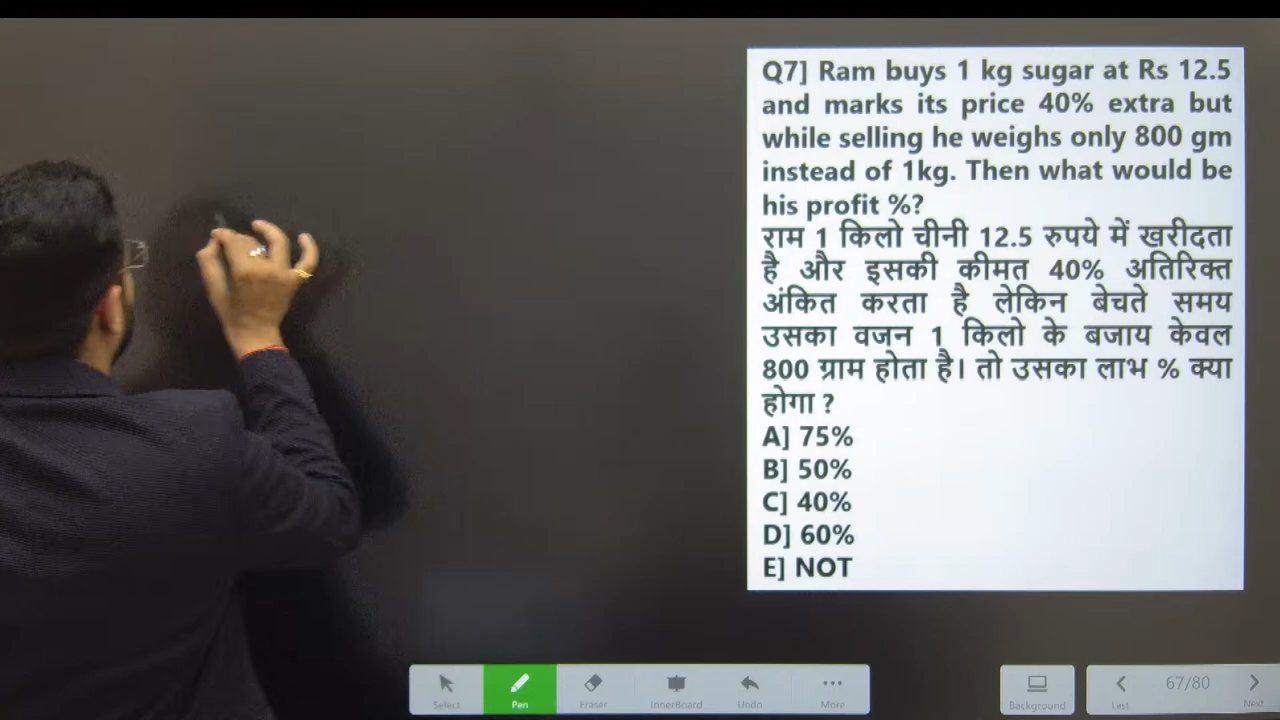 Q7] Ram buys 1 kg sugar at Rs 12.5
and marks its price 40% extra but
while selling he weighs only 800 gm
instead of 1kg. Then what would be
his profit %?
राम 1 किलो चीनी 12.5 रुपये में खरीदता
है और इसकी कीमत 40% अतिरिक्त
अंकित करता है लेकिन बेचते समय
उसका वजन 1 किलो के बजाय केवल
800 ग्राम होता है। तो उसका लाभ % क्या
होगा ?
A] 75%
B] 50%
C] 40%
D] 60%
E] NOT
Select Pen Eraser InnerBoard Undo More Background Last 67/80 Next